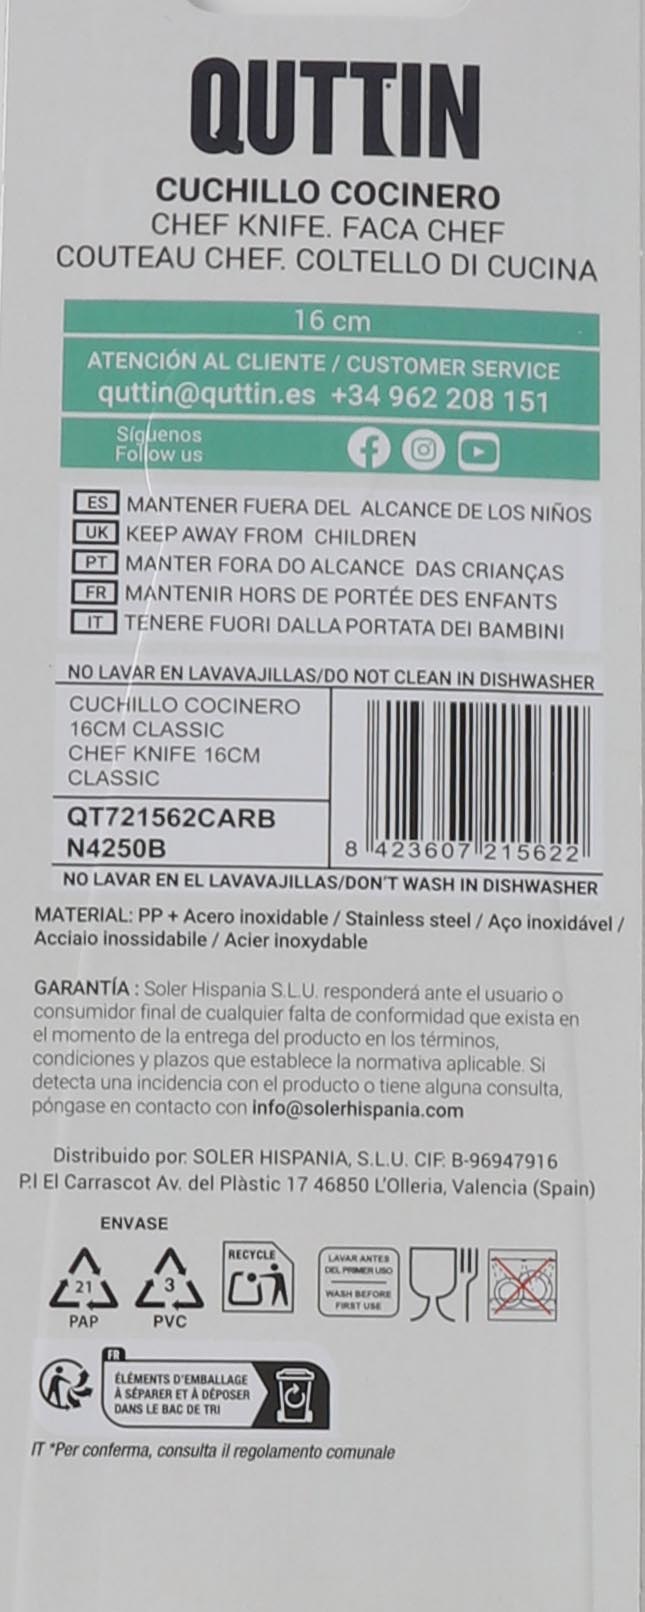 QUTTIN
CUCHILLO COCINERO
CHEF KNIFE. FACA CHEF
COUTEAU CHEF. COLTELLO DI CUCINA
16 cm
ATENCIÓN AL CLIENTE / CUSTOMER SERVICE
quttin@quttin.es +34 962 208 151
Síguenos
Follow us
ES MANTENER FUERA DEL ALCANCE DE LOS NIÑOS
UK KEEP AWAY FROM CHILDREN
PT MANTER FORA DO ALCANCE DAS CRIANÇAS
FR MANTENIR HORS DE PORTÉE DES ENFANTS
IT TENERE FUORI DALLA PORTATA DEI BAMBINI
NO LAVAR EN LAVAVAJILLAS/DO NOT CLEAN IN DISHWASHER
CUCHILLO COCINERO
16CM CLASSIC
CHEF KNIFE 16CM
CLASSIC
QT721562CARB
N4250B
8 423607 215622
NO LAVAR EN EL LAVAVAJILLAS/DON'T WASH IN DISHWASHER
MATERIAL: PP + Acero inoxidable / Stainless steel / Aço inoxidável /
Acciaio inossidabile / Acier inoxydable
GARANTÍA : Soler Hispania S.L.U. responderá ante el usuario o
consumidor final de cualquier falta de conformidad que exista en
el momento de la entrega del producto en los términos,
condiciones y plazos que establece la normativa aplicable. Si
detecta una incidencia con el producto o tiene alguna consulta,
póngase en contacto con info@solerhispania.com
Distribuido por: SOLER HISPANIA, S.L.U. CIF: B-96947916
P.I El Carrascot Av. del Plàstic 17 46850 L'Olleria, Valencia (Spain)
ENVASE
21
PAP
3
PVC
RECYCLE
LAVAR ANTES
DEL PRIMER USO
WASH BEFORE
FIRST USE
FR
ÉLÉMENTS D'EMBALLAGE
À SÉPARER ET À DÉPOSER
DANS LE BAC DE TRI
IT *Per conferma, consulta il regolamento comunale